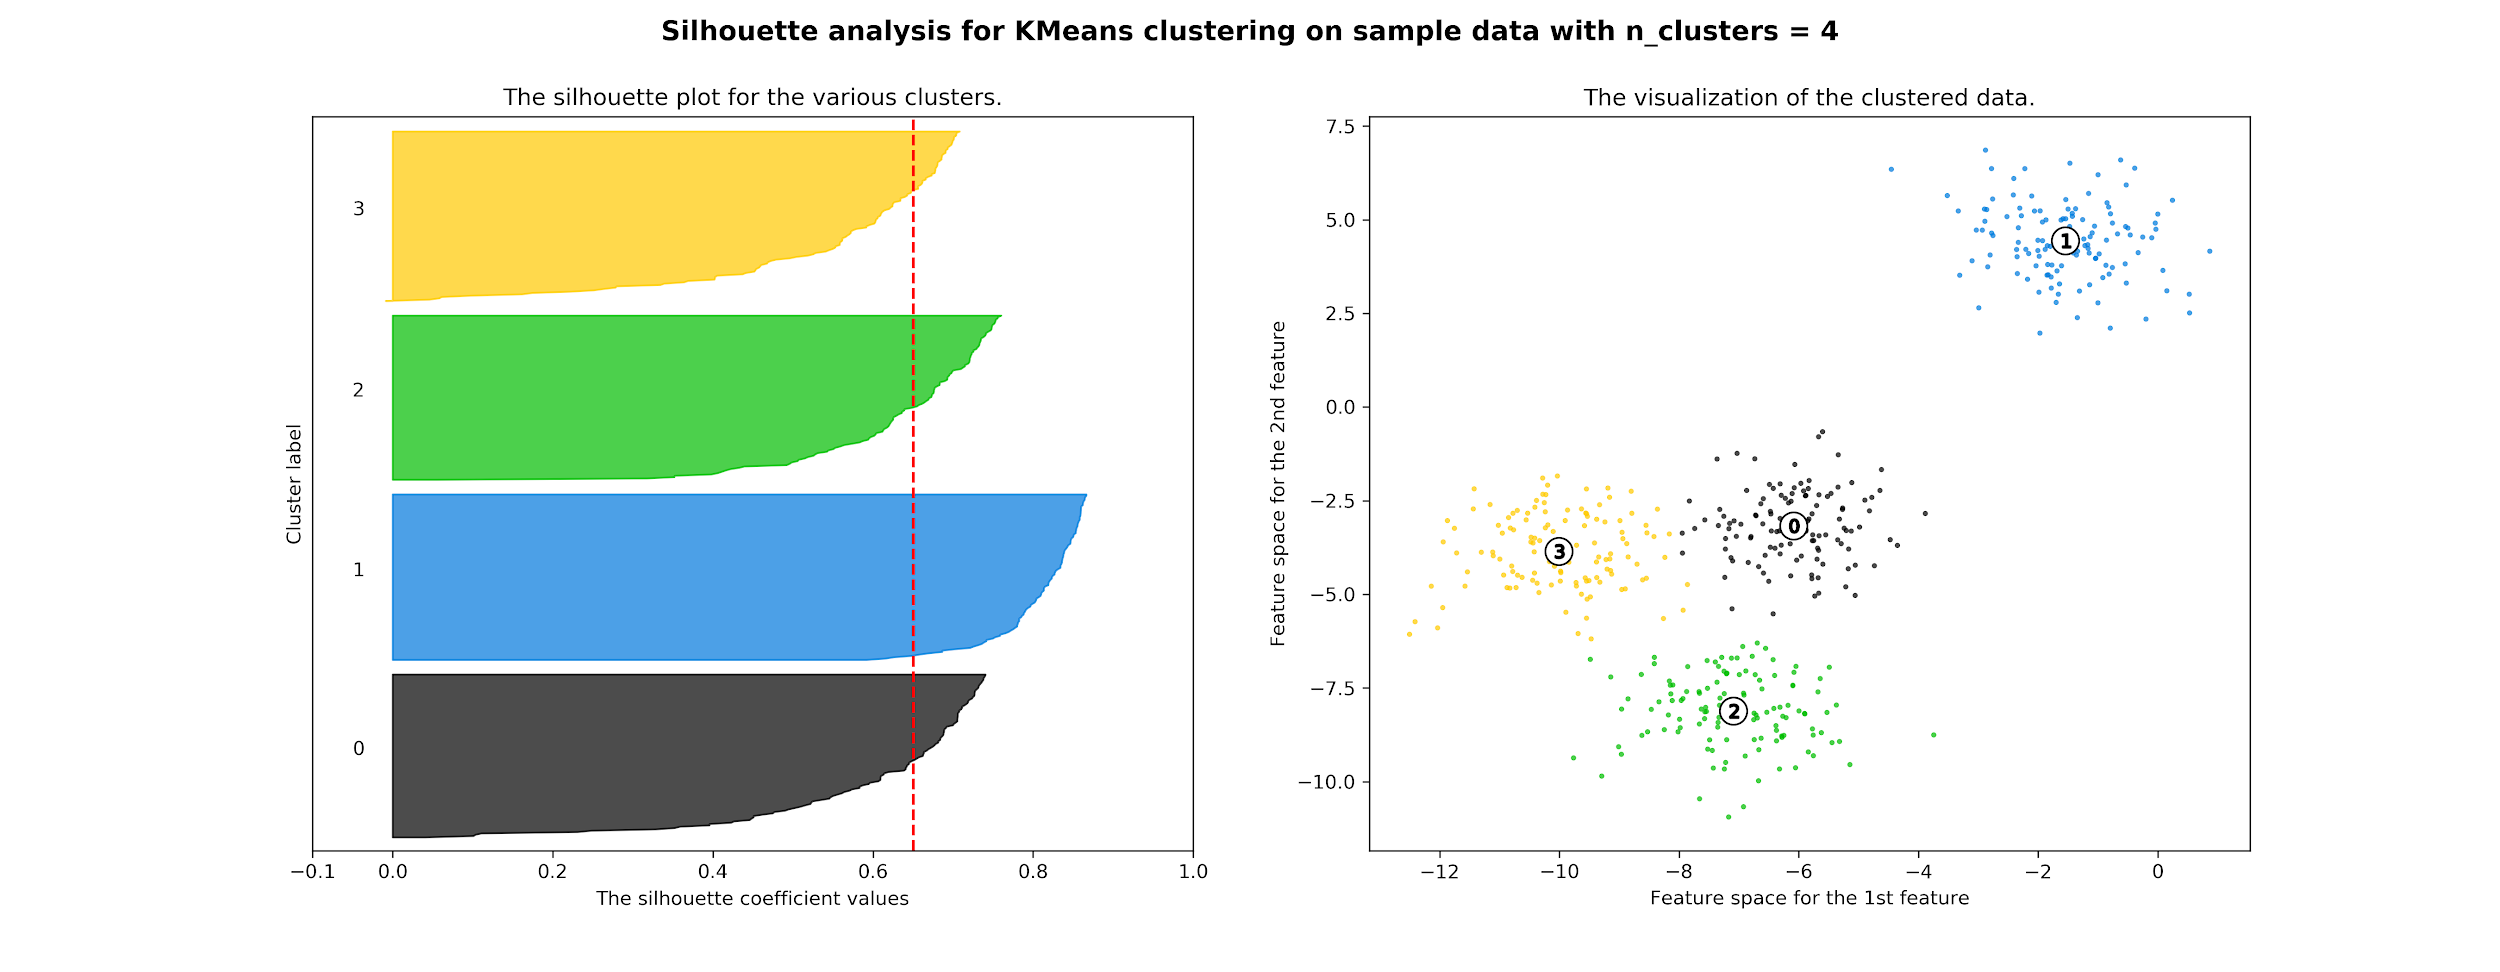 Silhouette analysis for KMeans clustering on sample data with n_clusters = 4
The silhouette plot for the various clusters.
Cluster label
3
2
1
0
−0.1 0.0 0.2 0.4 0.6 0.8 1.0
The silhouette coefficient values
The visualization of the clustered data.
Feature space for the 2nd feature
7.5
5.0
2.5
0.0
−2.5
−5.0
−7.5
−10.0
1
0
3
2
−12 −10 −8 −6 −4 −2 0
Feature space for the 1st feature